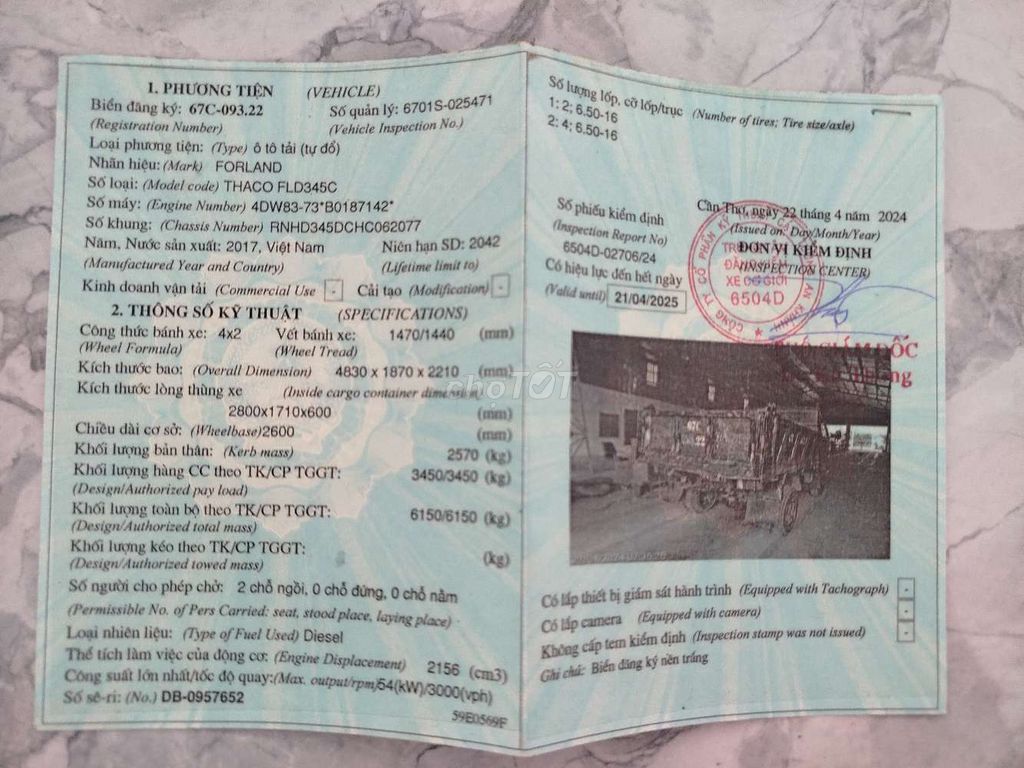 1. PHƯƠNG TIỆN (VEHICLE)
Biển đăng ký: 67C-093.22 Số quản lý: 6701S-025471
(Registration Number) (Vehicle Inspection No.)
Loại phương tiện: (Type) ô tô tải (tự đổ)
Nhãn hiệu: (Mark) FORLAND
Số loại: (Model code) THACO FLD345C
Số máy: (Engine Number) 4DW83-73*B0187142*
Số khung: (Chassis Number) RNHD345DCHC062077
Năm, Nước sản xuất: 2017, Việt Nam Niên hạn SD: 2042
(Manufactured Year and Country) (Lifetime limit to)
Kinh doanh vận tải (Commercial Use - Cải tạo (Modification) -
2. THÔNG SỐ KỸ THUẬT (SPECIFICATIONS)
Công thức bánh xe: 4x2 Vết bánh xe: 1470/1440 (mm)
(Wheel Formula) (Wheel Tread)
Kích thước bao: (Overall Dimension) 4830 x 1870 x 2210 (mm)
Kích thước lòng thùng xe (Inside cargo container dimension)
2800x1710x600 (mm)
Chiều dài cơ sở: (Wheelbase)2600 (mm)
Khối lượng bản thân: (Kerb mass) 2570 (kg)
Khối lượng hàng CC theo TK/CP TGGT: 3450/3450 (kg)
(Design/Authorized pay load)
Khối lượng toàn bộ theo TK/CP TGGT: 6150/6150 (kg)
(Design/Authorized total mass)
Khối lượng kéo theo TK/CP TGGT: (kg)
(Design/Authorized towed mass)
Số người cho phép chở: 2 chỗ ngồi, 0 chỗ đứng, 0 chỗ nằm
(Permissible No. of Pers Carried: seat, stood place, laying place)
Loại nhiên liệu: (Type of Fuel Used) Diesel
Thể tích làm việc của động cơ: (Engine Displacement) 2156 (cm3)
Công suất lớn nhất/tốc độ quay:(Max. output/rpm)54(kW)/3000(vph)
Số sê-ri: (No.) DB-0957652
59E0569F
Số lượng lốp, cỡ lốp/trục (Number of tires; Tire size/axle)
1: 2; 6.50-16
2: 4; 6.50-16
Cần Thơ, ngày 22 tháng 4 năm 2024
(Issued on: Day/Month/Year)
Số phiếu kiểm định
(Inspection Report No)
6504D-02706/24
ĐƠN VỊ KIỂM ĐỊNH
(INSPECTION CENTER)
Có hiệu lực đến hết ngày
(Valid until) 21/04/2025
XE CƠ GIỚI
6504D
PHÓ GIÁM ĐỐC
chợTỐT
67C
22
Có lắp thiết bị giám sát hành trình (Equipped with Tachograph) -
Có lắp camera (Equipped with camera) -
Không cấp tem kiểm định (Inspection stamp was not issued) -
Ghi chú: Biển đăng ký nền trắng